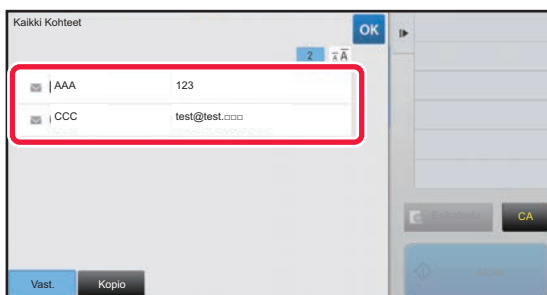 Kaikki Kohteet
OK
2
AAA 123
CCC test@test.□□□
CA
Vast. Kopio